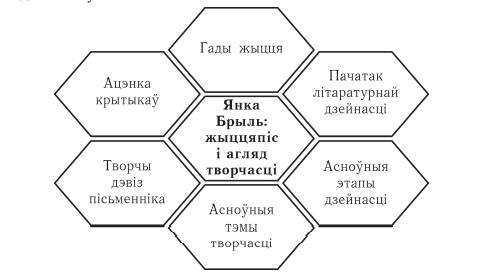 Гады жыцця
Ацэнка
крытыкаў
Пачатак
літаратурнай
дзейнасці
Янка
Брыль:
жыццяпіс
і агляд
творчасці
Творчы
дэвіз
пісьменніка
Асноўныя
этапы
дзейнасці
Асноўныя
тэмы
творчасці